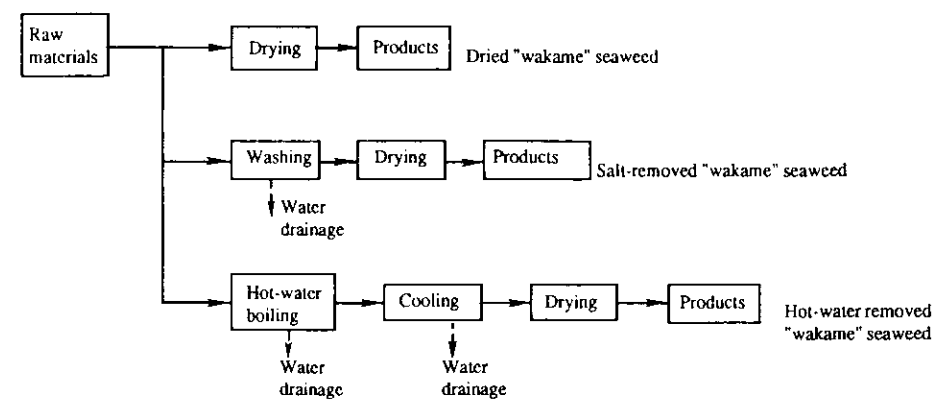 Raw
materials
Drying
Products
Dried "wakame" seaweed
Washing
Drying
Products
Salt-removed "wakame" seaweed
Water
drainage
Hot-water
boiling
Cooling
Drying
Products
Hot-water removed
"wakame" seaweed
Water
drainage
Water
drainage